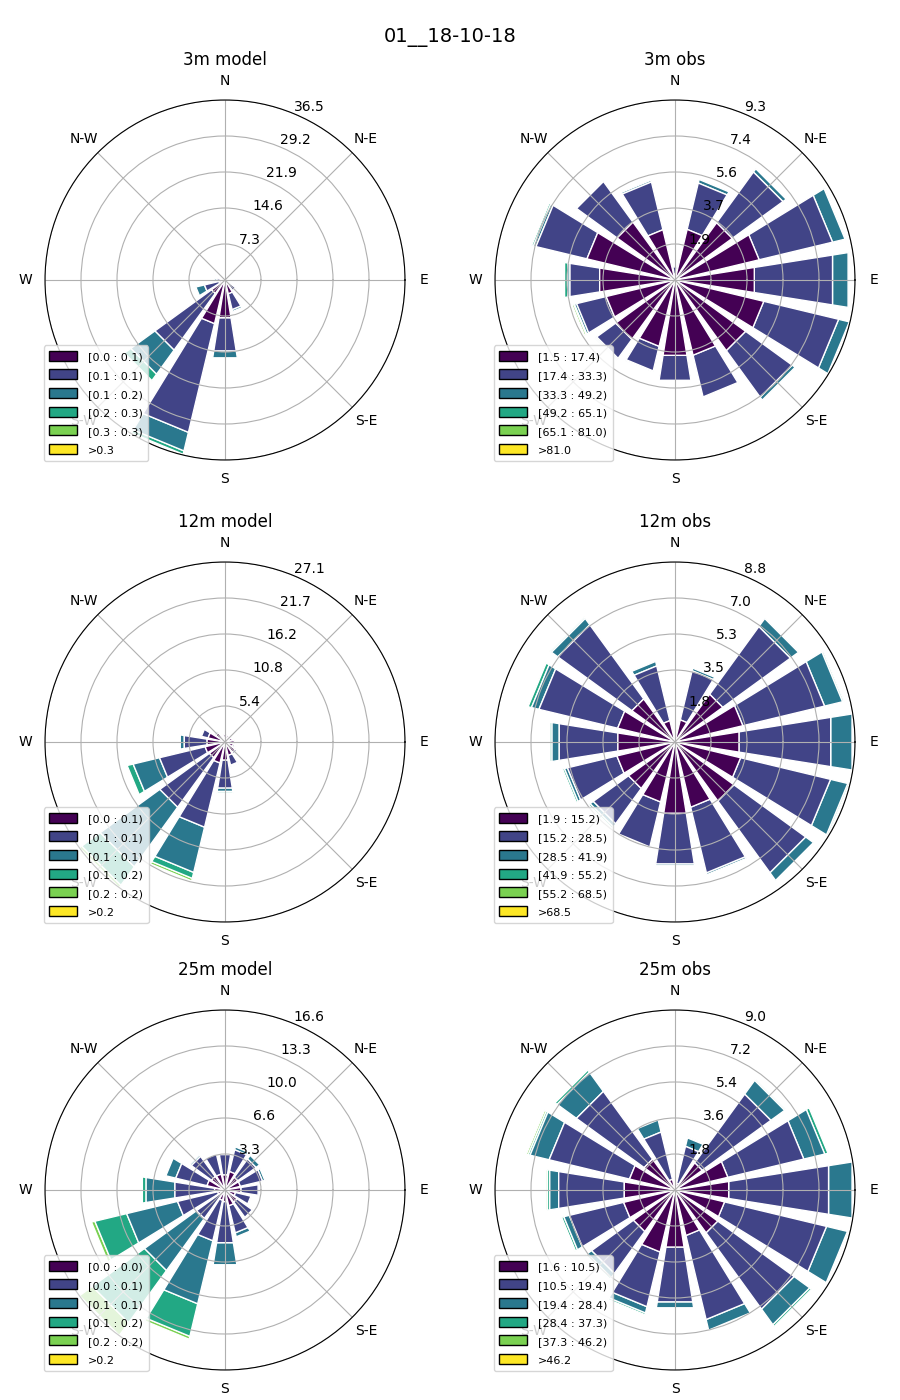 01__18-10-18
3m model
N
N-E
E
S-E
S
S-W
W
N-W
7.3
14.6
21.9
29.2
36.5
[0.0 : 0.1)
[0.1 : 0.1)
[0.1 : 0.2)
[0.2 : 0.3)
[0.3 : 0.3)
>0.3
3m obs
N
N-E
E
S-E
S
S-W
W
N-W
1.9
3.7
5.6
7.4
9.3
[1.5 : 17.4)
[17.4 : 33.3)
[33.3 : 49.2)
[49.2 : 65.1)
[65.1 : 81.0)
>81.0
12m model
N
N-E
E
S-E
S
S-W
W
N-W
5.4
10.8
16.2
21.7
27.1
[0.0 : 0.1)
[0.1 : 0.1)
[0.1 : 0.1)
[0.1 : 0.2)
[0.2 : 0.2)
>0.2
12m obs
N
N-E
E
S-E
S
S-W
W
N-W
1.8
3.5
5.3
7.0
8.8
[1.9 : 15.2)
[15.2 : 28.5)
[28.5 : 41.9)
[41.9 : 55.2)
[55.2 : 68.5)
>68.5
25m model
N
N-E
E
S-E
S
S-W
W
N-W
3.3
6.6
10.0
13.3
16.6
[0.0 : 0.0)
[0.0 : 0.1)
[0.1 : 0.1)
[0.1 : 0.2)
[0.2 : 0.2)
>0.2
25m obs
N
N-E
E
S-E
S
S-W
W
N-W
1.8
3.6
5.4
7.2
9.0
[1.6 : 10.5)
[10.5 : 19.4)
[19.4 : 28.4)
[28.4 : 37.3)
[37.3 : 46.2)
>46.2